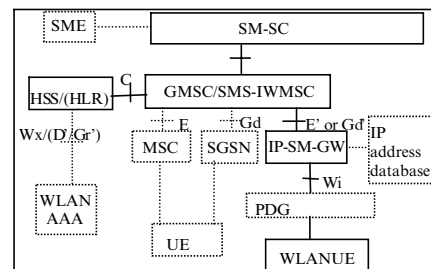 SME
SM-SC
C
GMSC/SMS-IWMSC
HSS/(HLR)
E
Gd
E' or Gd'
Wx/(D' Gr')
MSC
SGSN
IP-SM-GW
IP
address
database
WLAN
AAA
Wi
PDG
UE
WLANUE